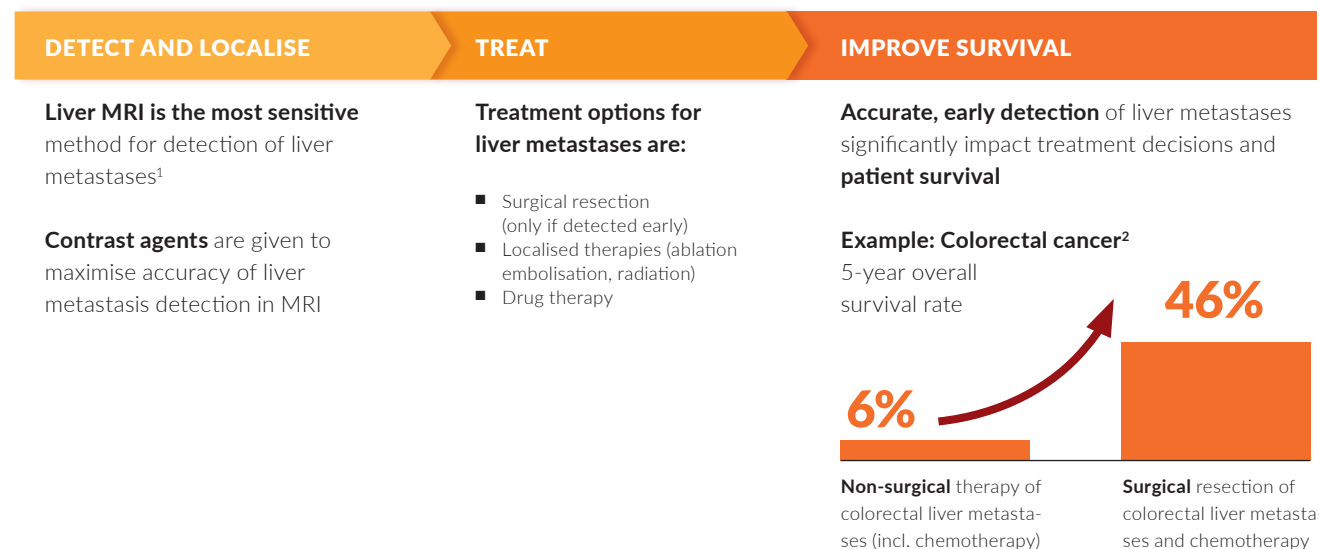 DETECT AND LOCALISE
Liver MRI is the most sensitive
method for detection of liver
metastases¹
Contrast agents are given to
maximise accuracy of liver
metastasis detection in MRI
TREAT
Treatment options for
liver metastases are:
■ Surgical resection
(only if detected early)
■ Localised therapies (ablation
embolisation, radiation)
■ Drug therapy
IMPROVE SURVIVAL
Accurate, early detection of liver metastases
significantly impact treatment decisions and
patient survival
Example: Colorectal cancer²
5-year overall
survival rate
6%
46%
Non-surgical therapy of
colorectal liver metasta-
ses (incl. chemotherapy)
Surgical resection of
colorectal liver metasta-
ses and chemotherapy